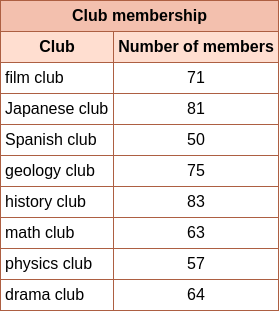 Club membership
Club Number of members
film club 71
Japanese club 81
Spanish club 50
geology club 75
history club 83
math club 63
physics club 57
drama club 64